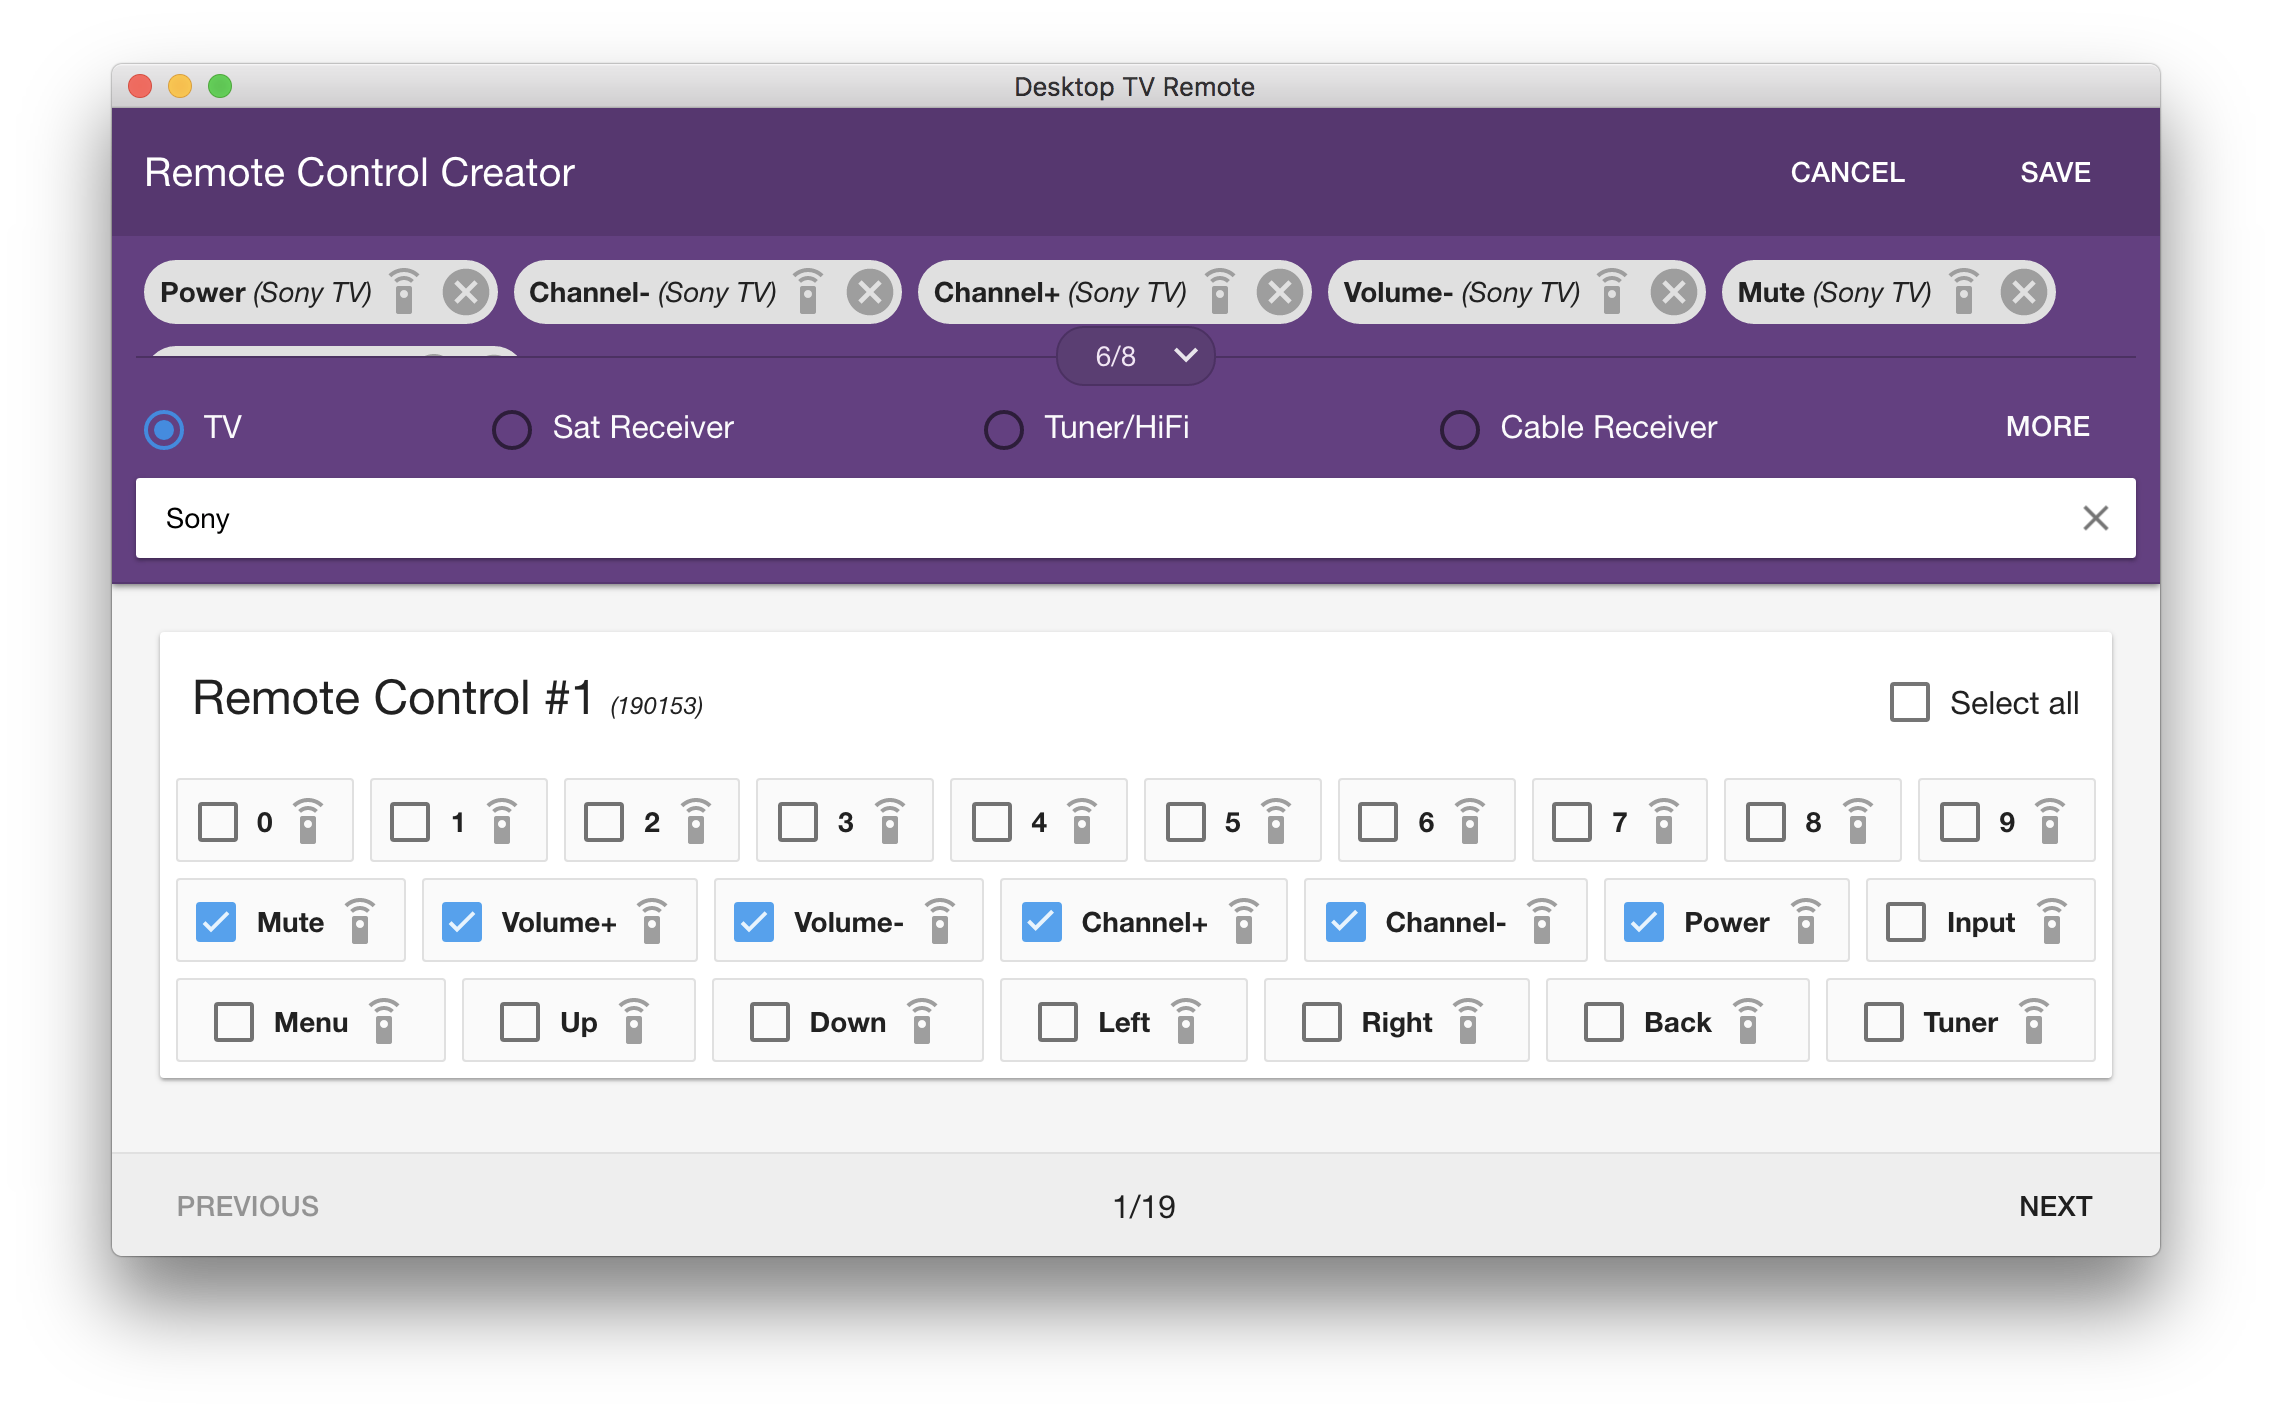 Desktop TV Remote
Remote Control Creator CANCEL SAVE
Power (Sony TV) Channel- (Sony TV) Channel+ (Sony TV) Volume- (Sony TV) Mute (Sony TV)
6/8
TV Sat Receiver Tuner/HiFi Cable Receiver MORE
Sony
Remote Control #1 (190153) Select all
0 1 2 3 4 5 6 7 8 9
Mute Volume+ Volume- Channel+ Channel- Power Input
Menu Up Down Left Right Back Tuner
PREVIOUS 1/19 NEXT